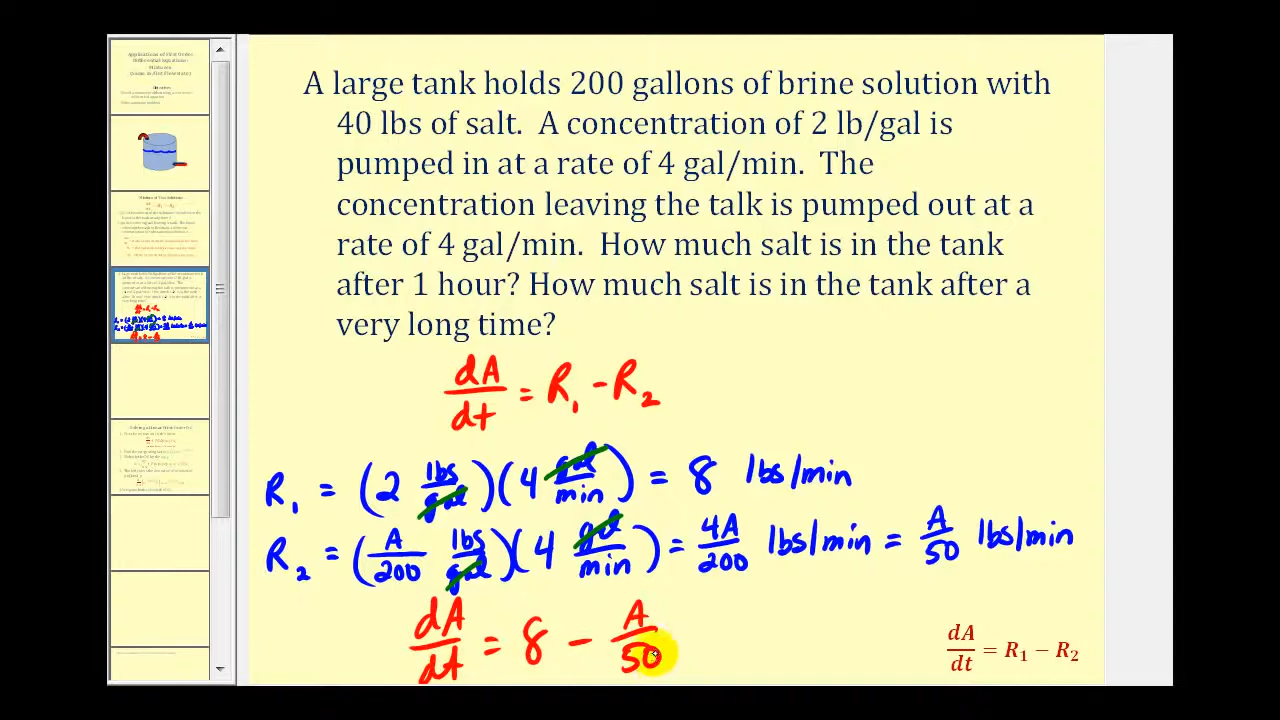 A large tank holds 200 gallons of brine solution with
40 lbs of salt. A concentration of 2 lb/gal is
pumped in at a rate of 4 gal/min. The
concentration leaving the talk is pumped out at a
rate of 4 gal/min. How much salt is in the tank
after 1 hour? How much salt is in the tank after a
very long time?
dA/dt = R₁ - R₂
R₁ = (2 lbs/gal)(4 gal/min) = 8 lbs/min
R₂ = (A/200 lbs/gal)(4 gal/min) = 4A/200 lbs/min = A/50 lbs/min
dA/dt = 8 - A/50
dA/dt = R₁ − R₂